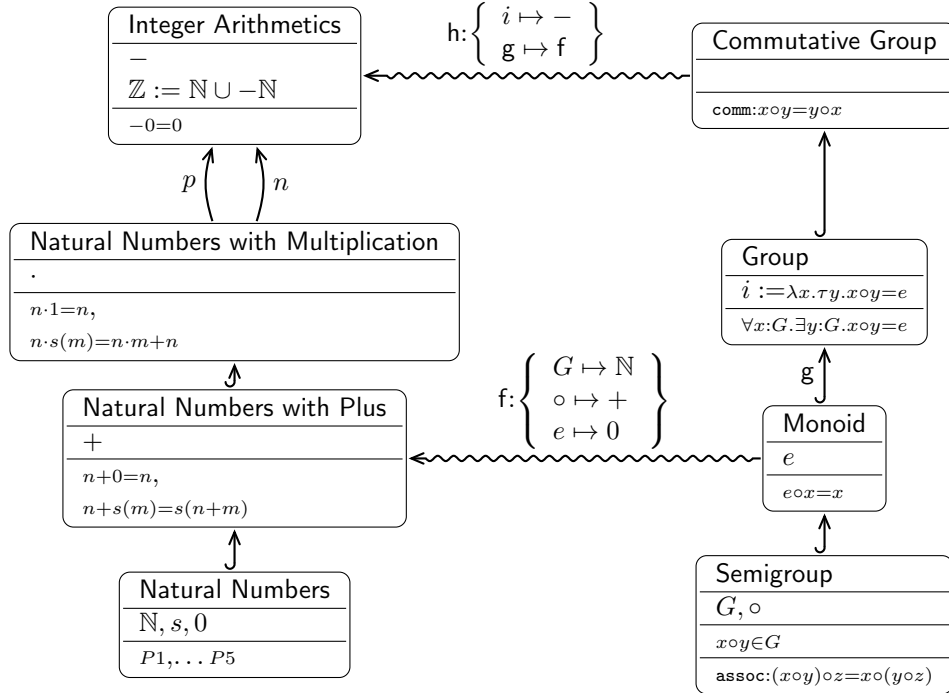 Integer Arithmetics
−
ℤ := ℕ ∪ −ℕ
−0=0
h:{ i ↦ −
g ↦ f }
Commutative Group
comm:x∘y=y∘x
p
n
Natural Numbers with Multiplication
·
n·1=n,
n·s(m)=n·m+n
Group
i :=λx.τy.x∘y=e
∀x:G.∃y:G.x∘y=e
g
f:{ G ↦ ℕ
∘ ↦ +
e ↦ 0 }
Natural Numbers with Plus
+
n+0=n,
n+s(m)=s(n+m)
Monoid
e
e∘x=x
Natural Numbers
ℕ, s, 0
P1,... P5
Semigroup
G, ∘
x∘y∈G
assoc:(x∘y)∘z=x∘(y∘z)